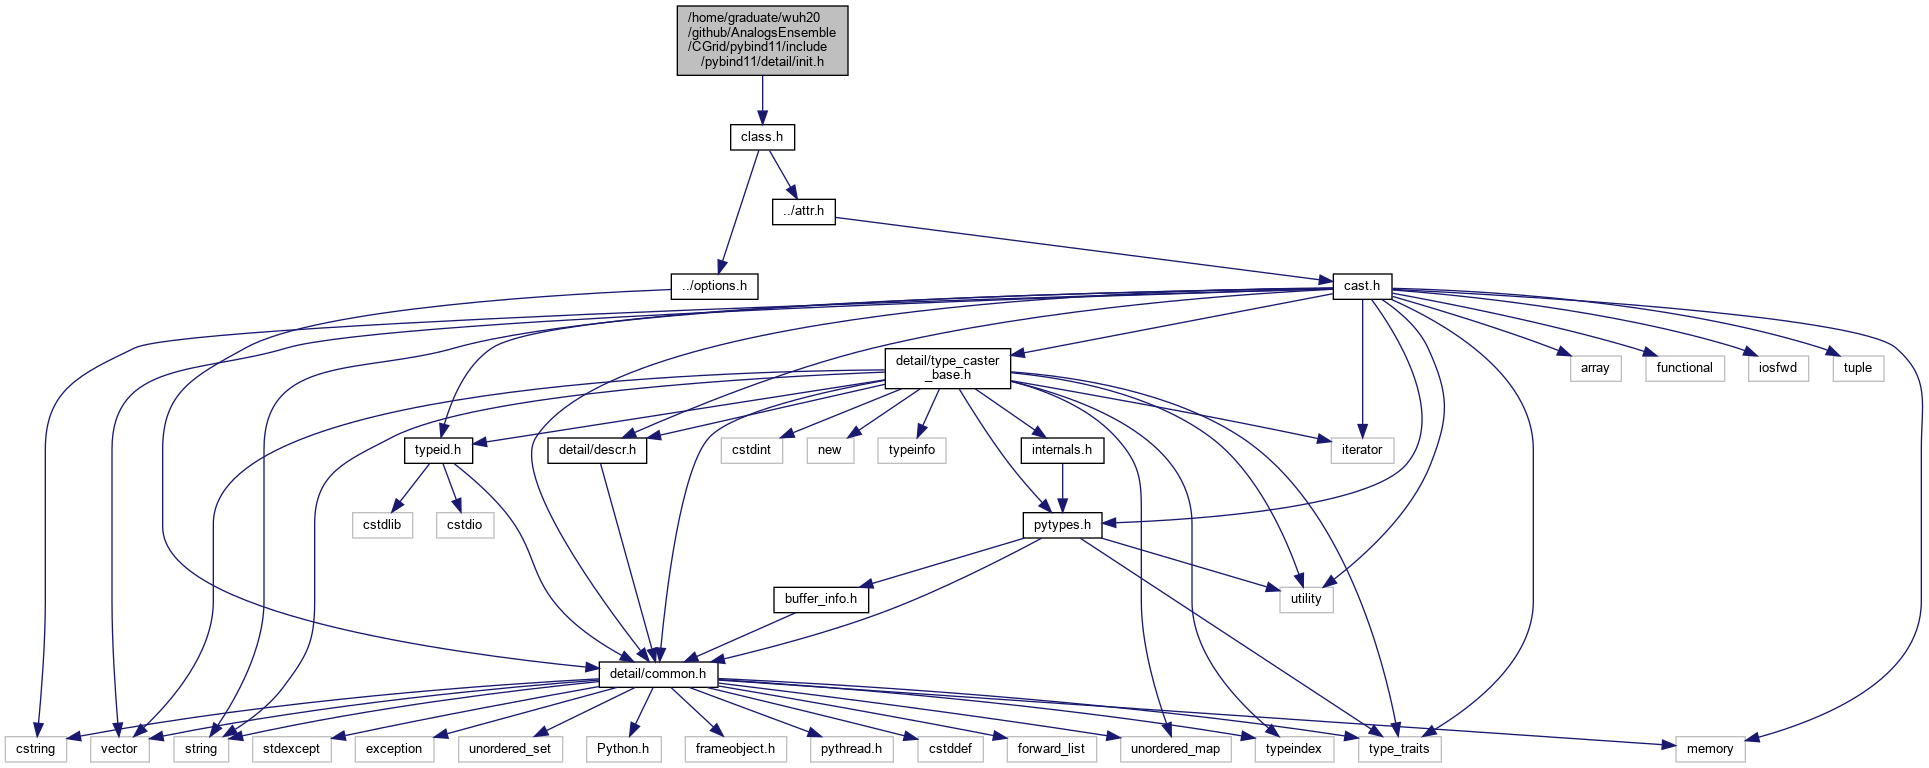 /home/graduate/wuh20
/github/AnalogsEnsemble
/CGrid/pybind11/include
/pybind11/detail/init.h
class.h
../attr.h
../options.h
cast.h
detail/type_caster
_base.h
array
functional
iosfwd
tuple
typeid.h
detail/descr.h
cstdint
new
typeinfo
internals.h
iterator
cstdlib
cstdio
pytypes.h
buffer_info.h
utility
detail/common.h
cstring
vector
string
stdexcept
exception
unordered_set
Python.h
frameobject.h
pythread.h
cstddef
forward_list
unordered_map
typeindex
type_traits
memory